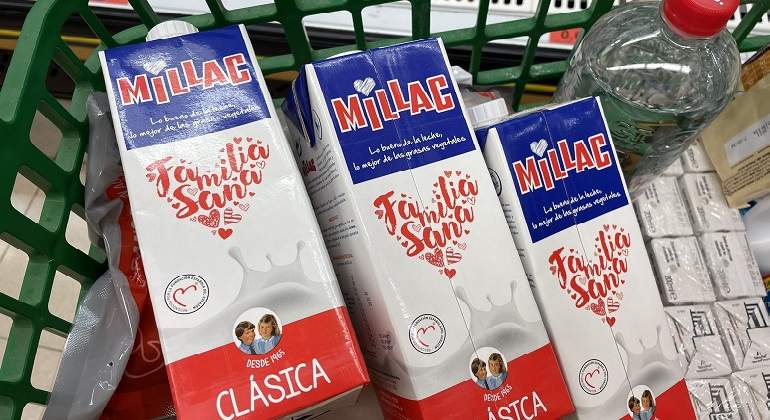 MILLAC
Lo bueno de la leche,
lo mejor de las grasas vegetales
Familia
Sana
DESDE 1965
CLÁSICA
MILLAC
Lo bueno de la leche,
lo mejor de las grasas vegetales
Familia
Sana
DESDE 1965
CLÁSICA
MILLAC
Lo bueno de la leche,
lo mejor de las grasas vegetales
Familia
Sana